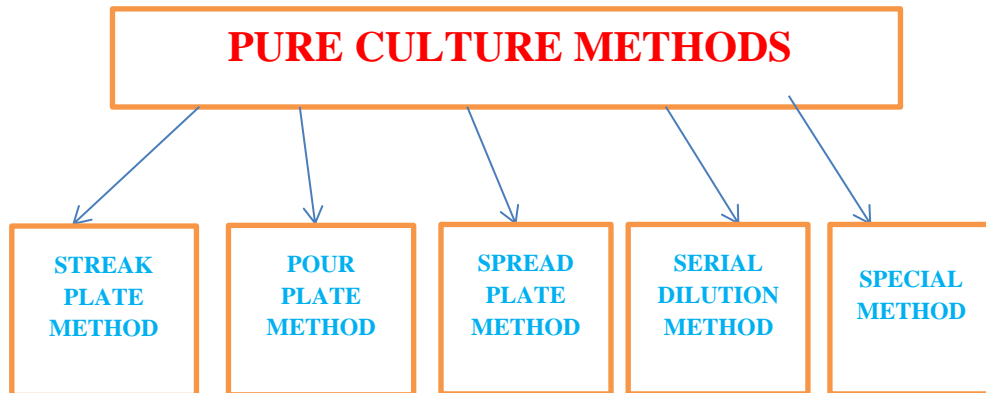 PURE CULTURE METHODS
STREAK
PLATE
METHOD
POUR
PLATE
METHOD
SPREAD
PLATE
METHOD
SERIAL
DILUTION
METHOD
SPECIAL
METHOD